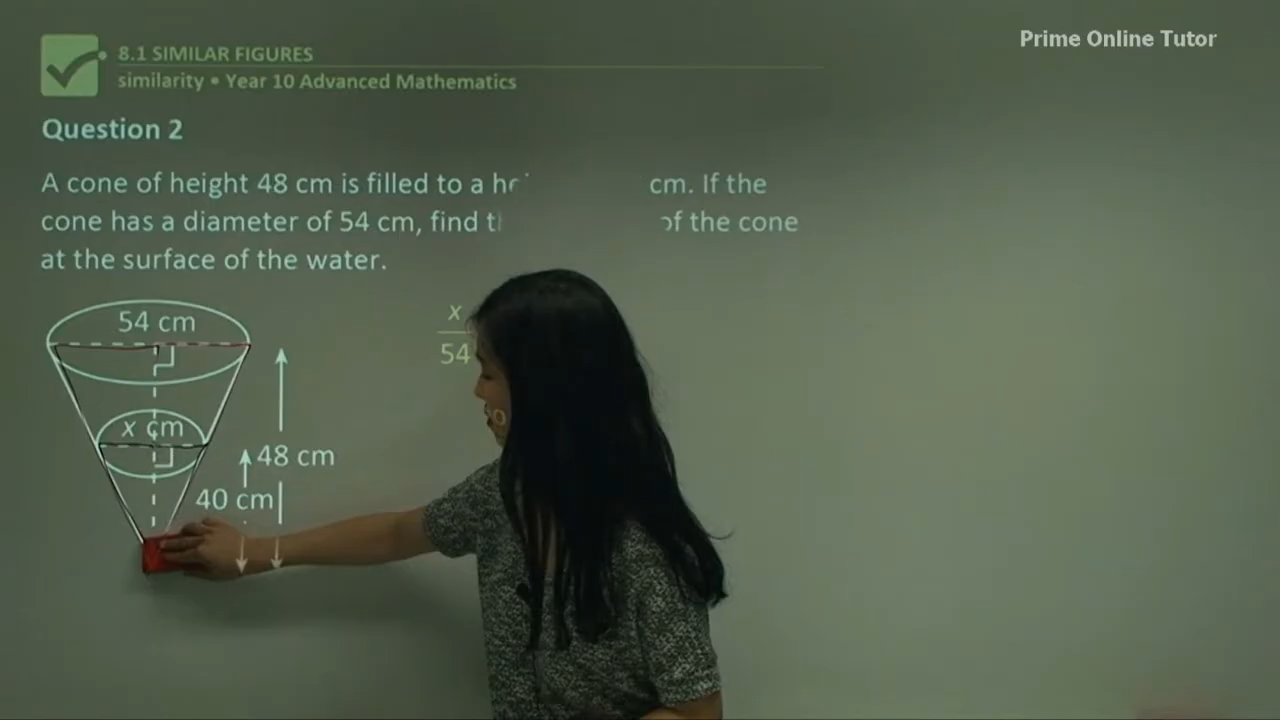 Prime Online Tutor
8.1 SIMILAR FIGURES
similarity • Year 10 Advanced Mathematics
Question 2
A cone of height 48 cm is filled to a cm. If the
cone has a diameter of 54 cm, find of the cone
at the surface of the water.
54 cm
x
54
x cm
48 cm
40 cm